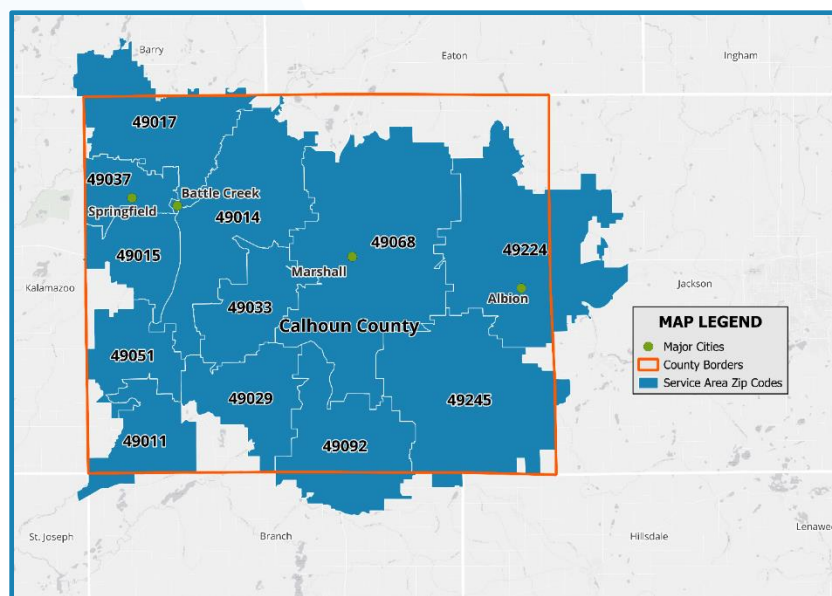 Barry
Eaton
Ingham
49017
49037
Battle Creek
Springfield
49014
49015
49068
49224
Marshall
Kalamazoo
Jackson
Albion
49033
Calhoun County
MAP LEGEND
Major Cities
County Borders
Service Area Zip Codes
49051
49029
49245
49011
49092
St. Joseph
Branch
Hillsdale
Lenawee